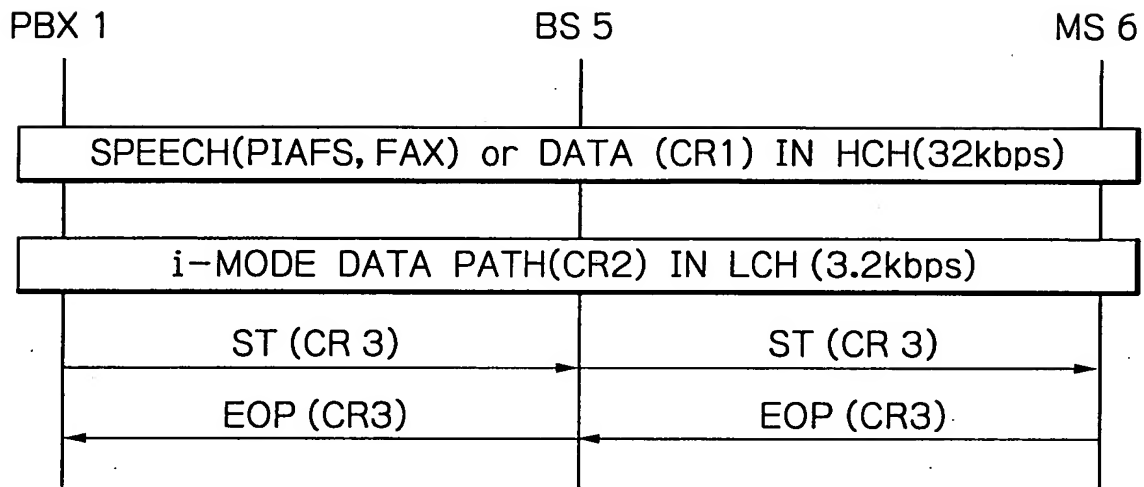 PBX 1 BS 5 MS 6
SPEECH(PIAFS, FAX) or DATA (CR1) IN HCH(32kbps)
i-MODE DATA PATH(CR2) IN LCH (3.2kbps)
ST (CR 3) ST (CR 3)
EOP (CR3) EOP (CR3)